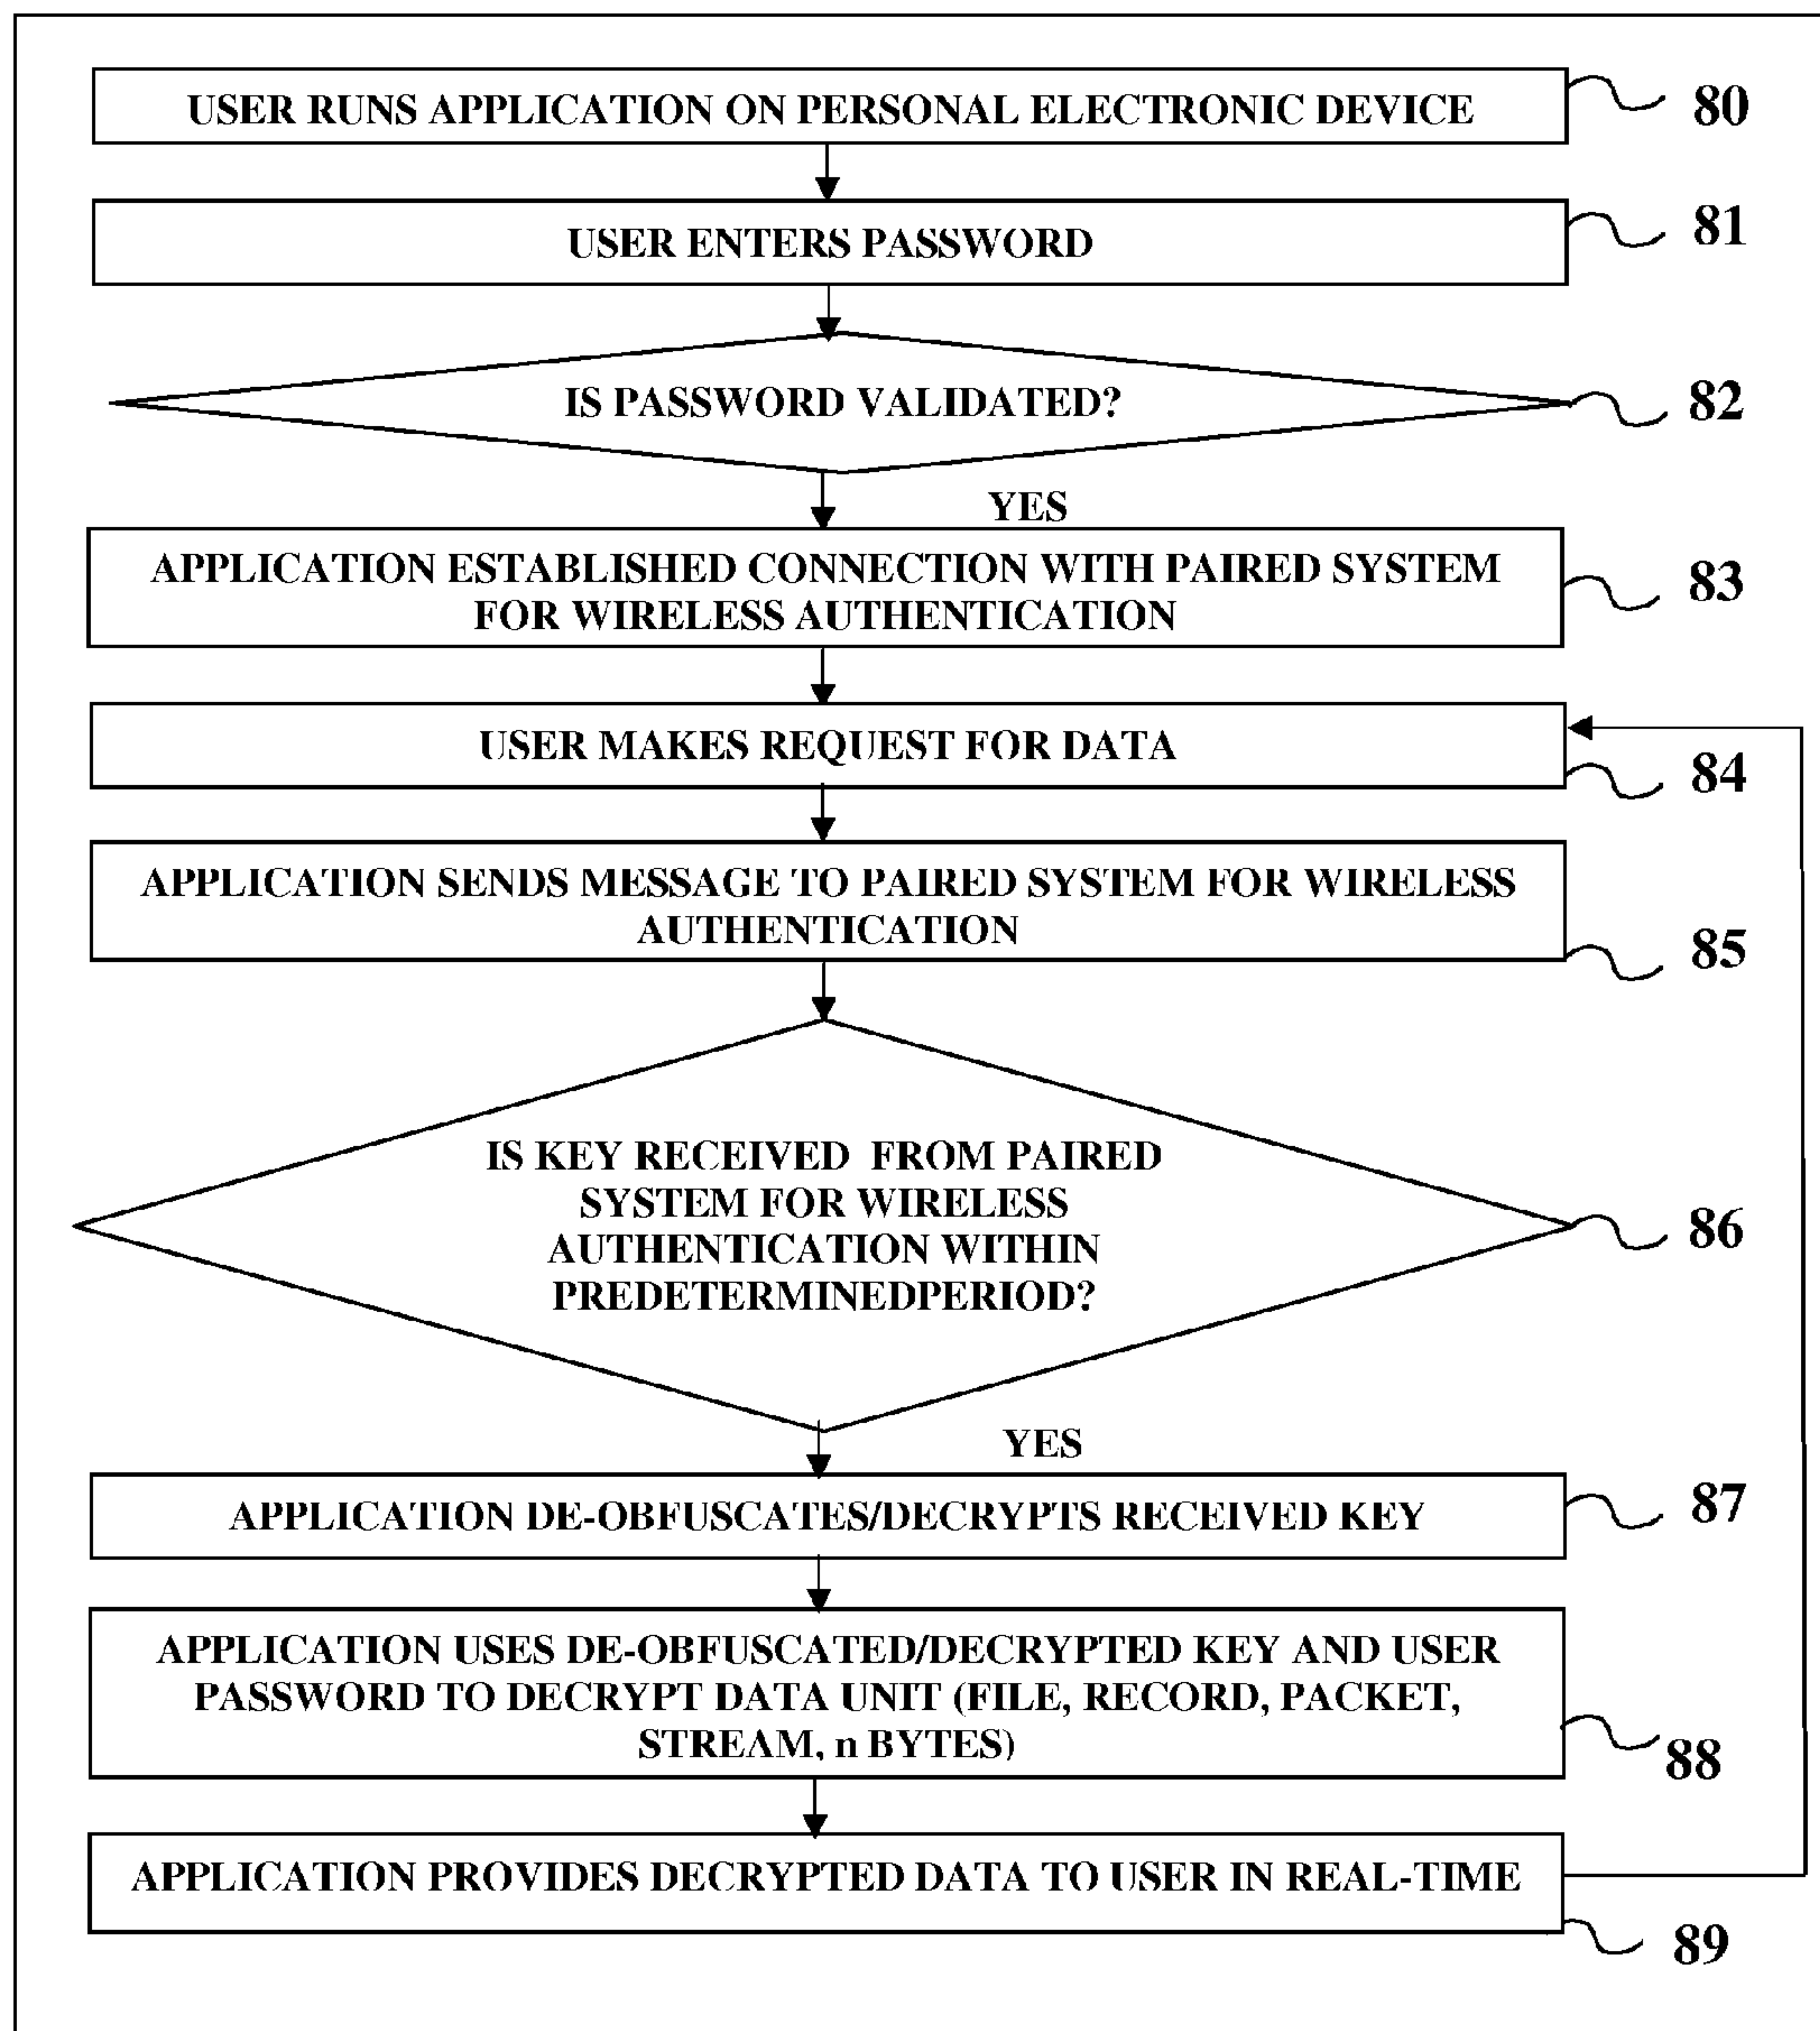 USER RUNS APPLICATION ON PERSONAL ELECTRONIC DEVICE
80
USER ENTERS PASSWORD
81
IS PASSWORD VALIDATED?
82
YES
APPLICATION ESTABLISHED CONNECTION WITH PAIRED SYSTEM
FOR WIRELESS AUTHENTICATION
83
USER MAKES REQUEST FOR DATA
84
APPLICATION SENDS MESSAGE TO PAIRED SYSTEM FOR WIRELESS
AUTHENTICATION
85
IS KEY RECEIVED FROM PAIRED
SYSTEM FOR WIRELESS
AUTHENTICATION WITHIN
PREDETERMINEDPERIOD?
86
YES
APPLICATION DE-OBFUSCATES/DECRYPTS RECEIVED KEY
87
APPLICATION USES DE-OBFUSCATED/DECRYPTED KEY AND USER
PASSWORD TO DECRYPT DATA UNIT (FILE, RECORD, PACKET,
STREAM, n BYTES)
88
APPLICATION PROVIDES DECRYPTED DATA TO USER IN REAL-TIME
89